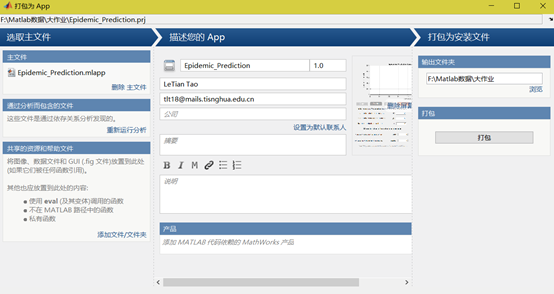 打包为 App
F:\Matlab数据\大作业\Epidemic_Prediction.prj
选取主文件
描述您的 App
打包为安装文件
主文件
Epidemic_Prediction.mlapp
删除 主文件
通过分析而包含的文件
这些文件是通过依存关系分析发现的。
重新运行分析
共享的资源和帮助文件
将图像、数据文件和 GUI (.fig 文件)放置到此处
(如果它们被任何函数引用)。
其他也应放置到此处的内容:
使用 eval (及其变体)调用的函数
不在 MATLAB 路径中的函数
私有函数
添加文件/文件夹
Epidemic_Prediction
1.0
LeTian Tao
tlt18@mails.tisnghua.edu.cn
公司
设置为默认联系人
摘要
B I M
说明
产品
添加 MATLAB 代码依赖的 MathWorks 产品
输出文件夹
F:\Matlab数据\大作业
浏览
打包
打包